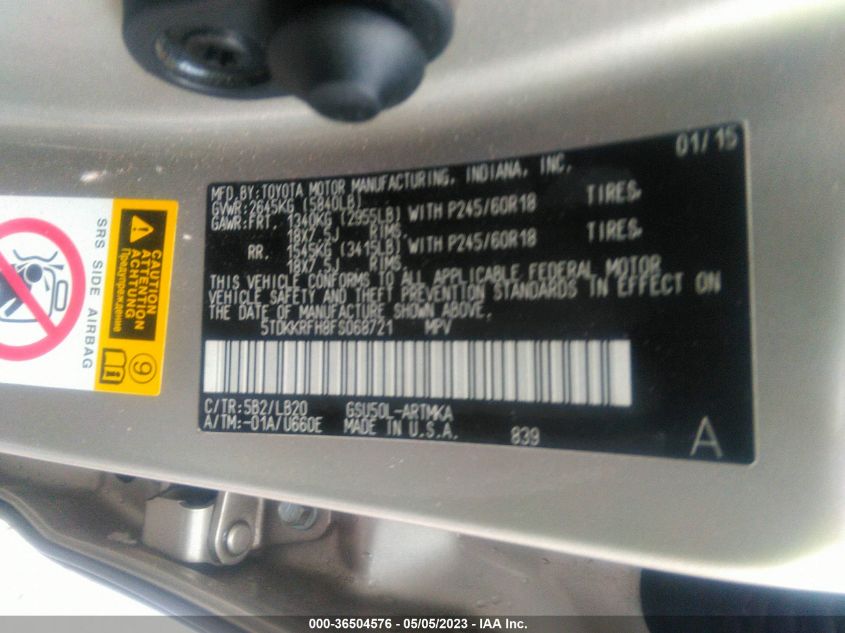 01/15
MFD.BY:TOYOTA MOTOR MANUFACTURING, INDIANA, INC.
GVWR:2645KG (5840LB)
GAWR:FRT. 1340KG (2955LB) WITH P245/60R18 TIRES,
18X7.5J RIMS,
RR. 1545KG (3415LB) WITH P245/60R18 TIRES,
18X7.5J RIMS,
THIS VEHICLE CONFORMS TO ALL APPLICABLE FEDERAL MOTOR
VEHICLE SAFETY AND THEFT PREVENTION STANDARDS IN EFFECT ON
THE DATE OF MANUFACTURE SHOWN ABOVE.
5TDKKRFH8FS068721 MPV
C/TR:5B2/LB20 GSU50L-ARTMKA
A/TM:-01A/U660E MADE IN U.S.A. 839
A
CAUTION
ATTENTION
Предупреждение
SRS SIDE AIRBAG
9
000-36504576 - 05/05/2023 - IAA Inc.